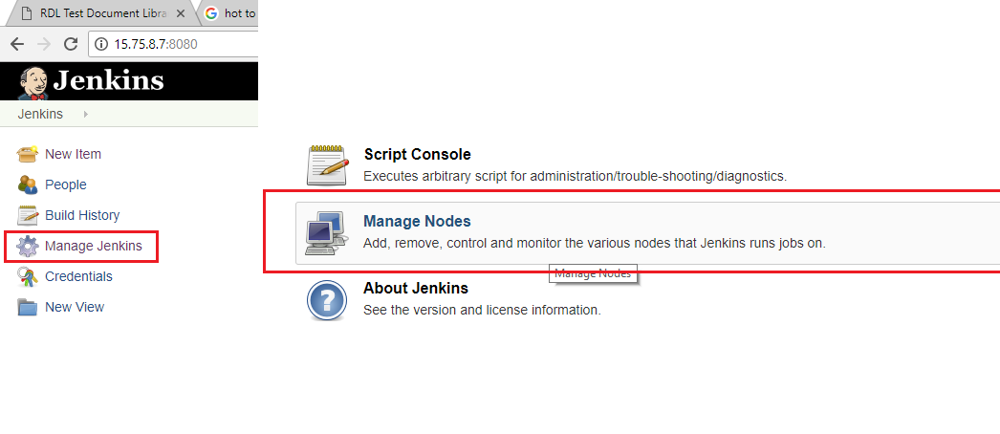 RDL Test Document Libra
hot to
15.75.8.7:8080
Jenkins
Jenkins
New Item
People
Build History
Manage Jenkins
Credentials
New View
Script Console
Executes arbitrary script for administration/trouble-shooting/diagnostics.
Manage Nodes
Add, remove, control and monitor the various nodes that Jenkins runs jobs on.
Manage Nodes
About Jenkins
See the version and license information.